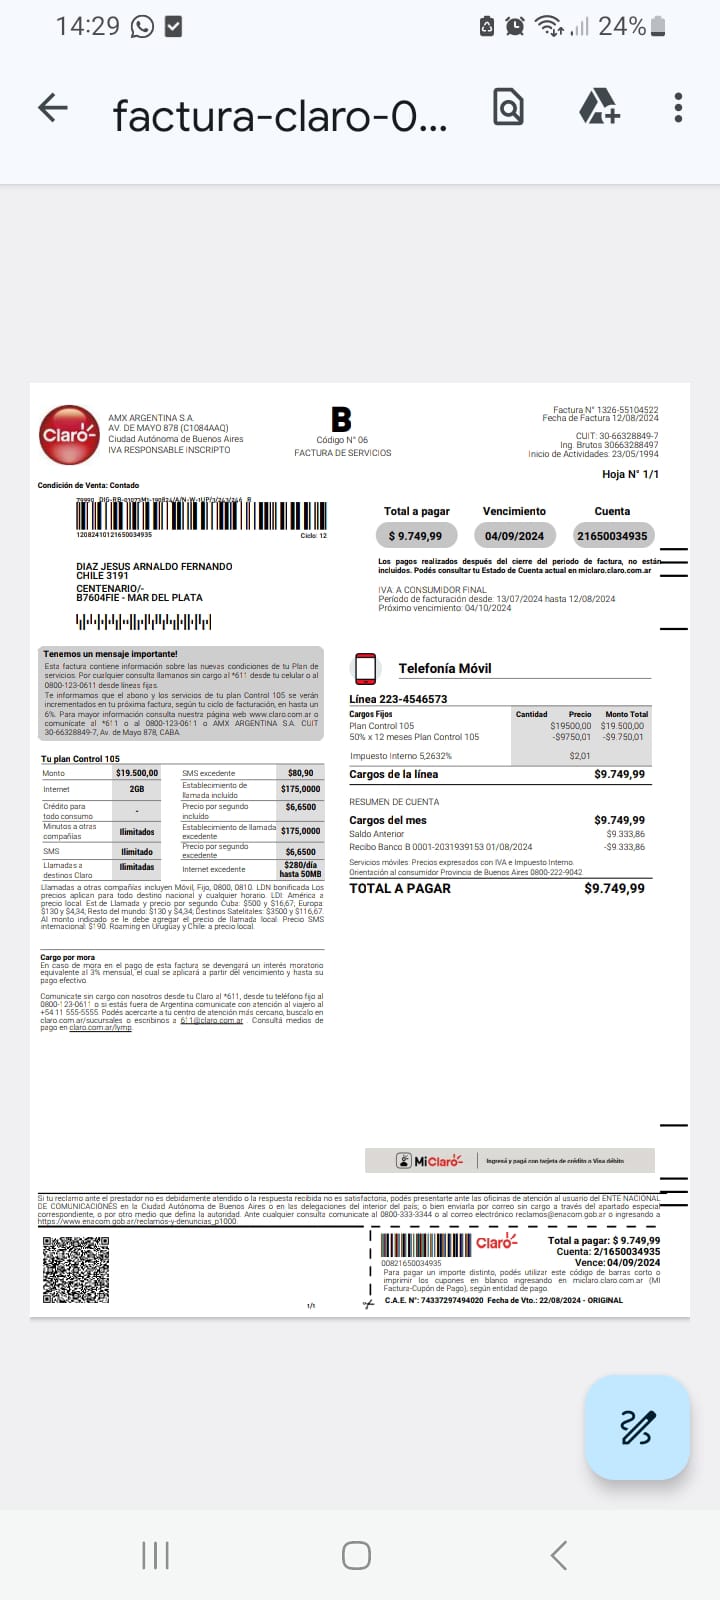 14:29
24%
factura-claro-0...
Claro
AMX ARGENTINA S.A.
AV. DE MAYO 878 (C1084AAQ)
Ciudad Autónoma de Buenos Aires
IVA RESPONSABLE INSCRIPTO
B
Código N° 06
FACTURA DE SERVICIOS
Factura N° 1326-55104522
Fecha de Factura 12/08/2024
CUIT: 30-66328849-7
Ing. Brutos 30663288497
Inicio de Actividades: 23/05/1994
Hoja N° 1/1
Condición de Venta: Contado
12082410121650034935
Ciclo: 12
Total a pagar
Vencimiento
Cuenta
$ 9.749,99
04/09/2024
21650034935
DIAZ JESUS ARNALDO FERNANDO
CHILE 3191
CENTENARIO/-
B7604FIE - MAR DEL PLATA
Los pagos realizados después del cierre del periodo de factura, no están
incluidos. Podés consultar tu Estado de Cuenta actual en miclaro.claro.com.ar
IVA: A CONSUMIDOR FINAL
Período de facturación desde: 13/07/2024 hasta 12/08/2024
Próximo vencimiento: 04/10/2024
Tenemos un mensaje importante!
Esta factura contiene información sobre las nuevas condiciones de tu Plan de
servicios. Por cualquier consulta llamanos sin cargo al *611 desde tu celular o al
0800-123-0611 desde líneas fijas.
Te informamos que el abono y los servicios de tu plan Control 105 se verán
incrementados en tu próxima factura, según tu ciclo de facturación, en hasta un
6%. Para mayor información consulta nuestra página web www.claro.com.ar o
comunicate al *611 o al 0800-123-0611 o AMX ARGENTINA S.A. CUIT
30-66328849-7, Av. de Mayo 878, CABA.
Tu plan Control 105
Monto $19.500,00 SMS excedente $80,90
Internet 2GB Establecimiento de llamada incluido $175,0000
Crédito para todo consumo - Precio por segundo incluido $6,6500
Minutos a otras compañías Ilimitados Establecimiento de llamada excedente $175,0000
SMS Ilimitado Precio por segundo excedente $6,6500
Llamadas a destinos Claro Ilimitadas Internet excedente $280/día hasta 50MB
Llamadas a otras compañías incluyen Móvil, Fijo, 0800, 0810. LDN bonificada Los
precios aplican para todo destino nacional y cualquier horario. LDI: América a
precio local. Est de Llamada y precio por segundo Cuba: $500 y $16,67; Europa:
$130 y $4,34; Resto del mundo: $130 y $4,34; Destinos Satelitales: $3500 y $116,67.
Al monto indicado se le debe agregar el precio de llamada local. Precio SMS
internacional: $190. Roaming en Uruguay y Chile: a precio local.
Cargo por mora
En caso de mora en el pago de esta factura se devengará un interés moratorio
equivalente al 3% mensual, el cual se aplicará a partir del vencimiento y hasta su
pago efectivo.
Comunicate sin cargo con nosotros desde tu Claro al *611, desde tu teléfono fijo al
0800-123-0611 o si estás fuera de Argentina comunicate con atención al viajero al
+54 11 555-5555. Podés acercarte a tu centro de atención más cercano, buscalo en
claro.com.ar/sucursales o escribinos a 611@claro.com.ar . Consultá medios de
pago en claro.com.ar/lymp.
Telefonía Móvil
Línea 223-4546573
Cargos Fijos Cantidad Precio Monto Total
Plan Control 105 $19500,00 $19.500,00
50% x 12 meses Plan Control 105 -$9750,01 -$9.750,01
Impuesto Interno 5,2632% $2,01
Cargos de la línea $9.749,99
RESUMEN DE CUENTA
Cargos del mes $9.749,99
Saldo Anterior $9.333,86
Recibo Banco B 0001-2031939153 01/08/2024 -$9.333,86
Servicios móviles: Precios expresados con IVA e Impuesto Interno.
Orientación al consumidor Provincia de Buenos Aires 0800-222-9042
TOTAL A PAGAR $9.749,99
MiClaro
Ingresá y pagá con tarjeta de crédito o Visa débito
Si tu reclamo ante el prestador no es debidamente atendido o la respuesta recibida no es satisfactoria, podés presentarte ante las oficinas de atención al usuario del ENTE NACIONAL
DE COMUNICACIONES en la Ciudad Autónoma de Buenos Aires o en las delegaciones del interior del país; o bien enviarla por correo sin cargo a través del apartado especial
correspondiente, o por otro medio que defina la autoridad. Ante cualquier consulta comunicate al 0800-333-3344 o al correo electrónico reclamos@enacom.gob.ar o ingresando a
https://www.enacom.gob.ar/reclamos-y-denuncias_p1000.
Claro
00821650034935
Total a pagar: $ 9.749,99
Cuenta: 2/1650034935
Vence: 04/09/2024
Para pagar un importe distinto, podés utilizar este código de barras corto o
imprimir los cupones en blanco ingresando en miclaro.claro.com.ar (Mi
Factura-Cupón de Pago), según entidad de pago.
C.A.E. N°: 74337297494020 Fecha de Vto.: 22/08/2024 - ORIGINAL
1/1